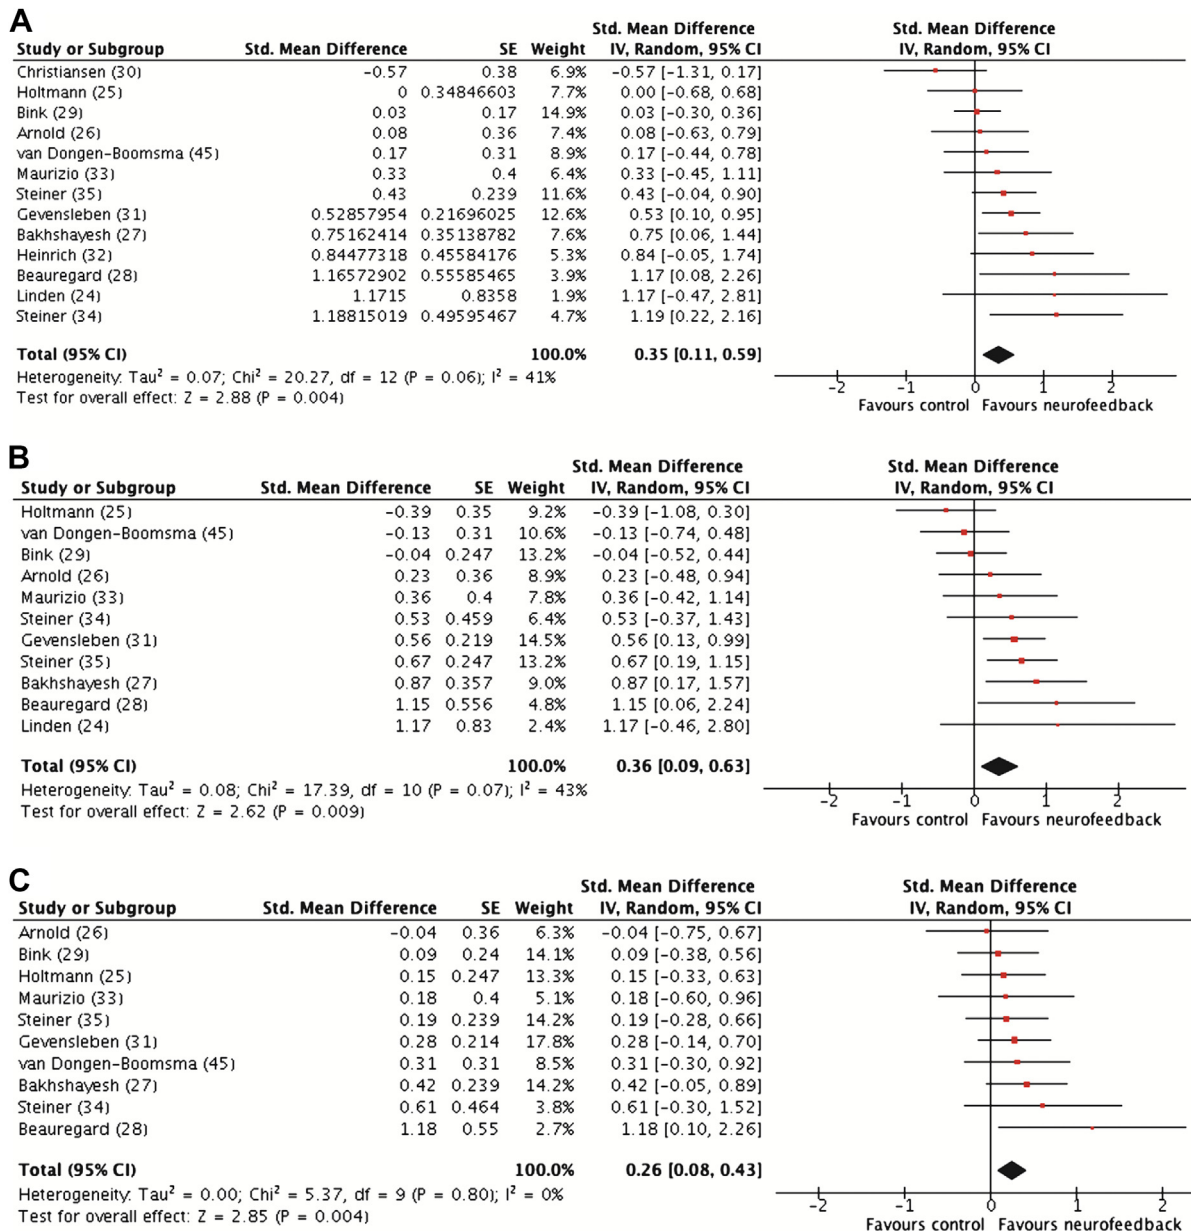 A
Std. Mean Difference Std. Mean Difference
Study or Subgroup Std. Mean Difference SE Weight IV, Random, 95% CI IV, Random, 95% CI
Christiansen (30) −0.57 0.38 6.9% −0.57 [−1.31, 0.17]
Holtmann (25) 0 0.34846603 7.7% 0.00 [−0.68, 0.68]
Bink (29) 0.03 0.17 14.9% 0.03 [−0.30, 0.36]
Arnold (26) 0.08 0.36 7.4% 0.08 [−0.63, 0.79]
van Dongen−Boomsma (45) 0.17 0.31 8.9% 0.17 [−0.44, 0.78]
Maurizio (33) 0.33 0.4 6.4% 0.33 [−0.45, 1.11]
Steiner (35) 0.43 0.239 11.6% 0.43 [−0.04, 0.90]
Gevensleben (31) 0.52857954 0.21696025 12.6% 0.53 [0.10, 0.95]
Bakhshayesh (27) 0.75162414 0.35138782 7.6% 0.75 [0.06, 1.44]
Heinrich (32) 0.84477318 0.45584176 5.3% 0.84 [−0.05, 1.74]
Beauregard (28) 1.16572902 0.55585465 3.9% 1.17 [0.08, 2.26]
Linden (24) 1.1715 0.8358 1.9% 1.17 [−0.47, 2.81]
Steiner (34) 1.18815019 0.49595467 4.7% 1.19 [0.22, 2.16]
Total (95% CI) 100.0% 0.35 [0.11, 0.59]
Heterogeneity: Tau² = 0.07; Chi² = 20.27, df = 12 (P = 0.06); I² = 41%
Test for overall effect: Z = 2.88 (P = 0.004)
−2 −1 0 1 2
Favours control Favours neurofeedback
B
Std. Mean Difference Std. Mean Difference
Study or Subgroup Std. Mean Difference SE Weight IV, Random, 95% CI IV, Random, 95% CI
Holtmann (25) −0.39 0.35 9.2% −0.39 [−1.08, 0.30]
van Dongen−Boomsma (45) −0.13 0.31 10.6% −0.13 [−0.74, 0.48]
Bink (29) −0.04 0.247 13.2% −0.04 [−0.52, 0.44]
Arnold (26) 0.23 0.36 8.9% 0.23 [−0.48, 0.94]
Maurizio (33) 0.36 0.4 7.8% 0.36 [−0.42, 1.14]
Steiner (34) 0.53 0.459 6.4% 0.53 [−0.37, 1.43]
Gevensleben (31) 0.56 0.219 14.5% 0.56 [0.13, 0.99]
Steiner (35) 0.67 0.247 13.2% 0.67 [0.19, 1.15]
Bakhshayesh (27) 0.87 0.357 9.0% 0.87 [0.17, 1.57]
Beauregard (28) 1.15 0.556 4.8% 1.15 [0.06, 2.24]
Linden (24) 1.17 0.83 2.4% 1.17 [−0.46, 2.80]
Total (95% CI) 100.0% 0.36 [0.09, 0.63]
Heterogeneity: Tau² = 0.08; Chi² = 17.39, df = 10 (P = 0.07); I² = 43%
Test for overall effect: Z = 2.62 (P = 0.009)
−2 −1 0 1 2
Favours control Favours neurofeedback
C
Std. Mean Difference Std. Mean Difference
Study or Subgroup Std. Mean Difference SE Weight IV, Random, 95% CI IV, Random, 95% CI
Arnold (26) −0.04 0.36 6.3% −0.04 [−0.75, 0.67]
Bink (29) 0.09 0.24 14.1% 0.09 [−0.38, 0.56]
Holtmann (25) 0.15 0.247 13.3% 0.15 [−0.33, 0.63]
Maurizio (33) 0.18 0.4 5.1% 0.18 [−0.60, 0.96]
Steiner (35) 0.19 0.239 14.2% 0.19 [−0.28, 0.66]
Gevensleben (31) 0.28 0.214 17.8% 0.28 [−0.14, 0.70]
van Dongen−Boomsma (45) 0.31 0.31 8.5% 0.31 [−0.30, 0.92]
Bakhshayesh (27) 0.42 0.239 14.2% 0.42 [−0.05, 0.89]
Steiner (34) 0.61 0.464 3.8% 0.61 [−0.30, 1.52]
Beauregard (28) 1.18 0.55 2.7% 1.18 [0.10, 2.26]
Total (95% CI) 100.0% 0.26 [0.08, 0.43]
Heterogeneity: Tau² = 0.00; Chi² = 5.37, df = 9 (P = 0.80); I² = 0%
Test for overall effect: Z = 2.85 (P = 0.004)
−2 −1 0 1 2
Favours control Favours neurofeedback